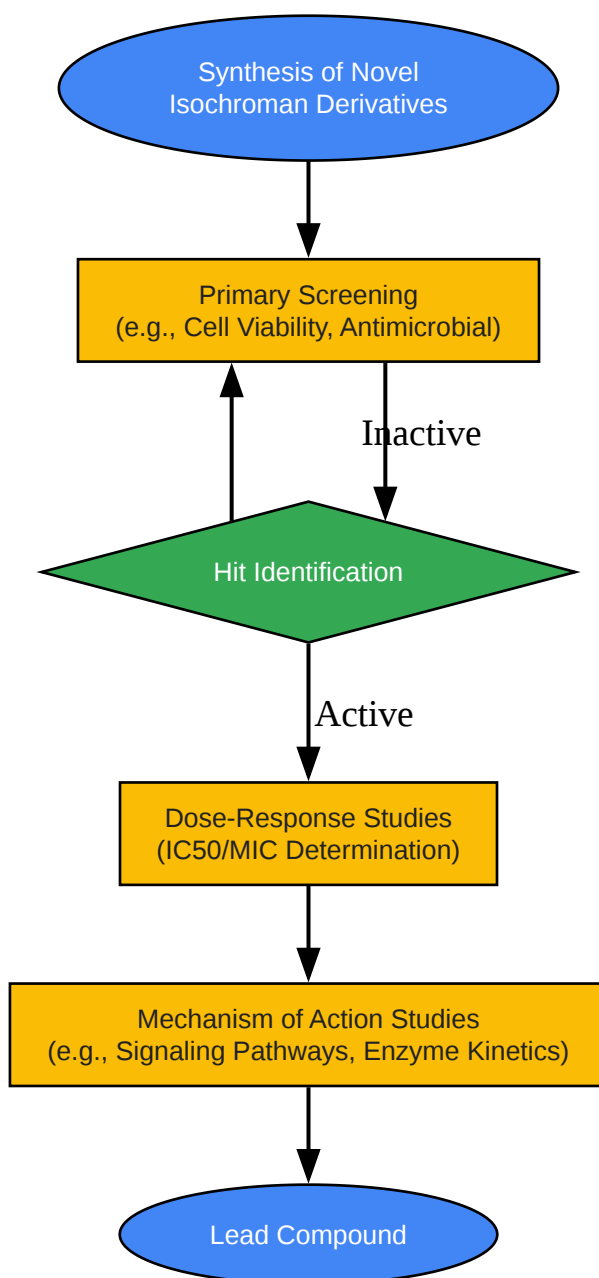 Synthesis of Novel
Isochroman Derivatives
Primary Screening
(e.g., Cell Viability, Antimicrobial)
Inactive
Hit Identification
Active
Dose-Response Studies
(IC50/MIC Determination)
Mechanism of Action Studies
(e.g., Signaling Pathways, Enzyme Kinetics)
Lead Compound